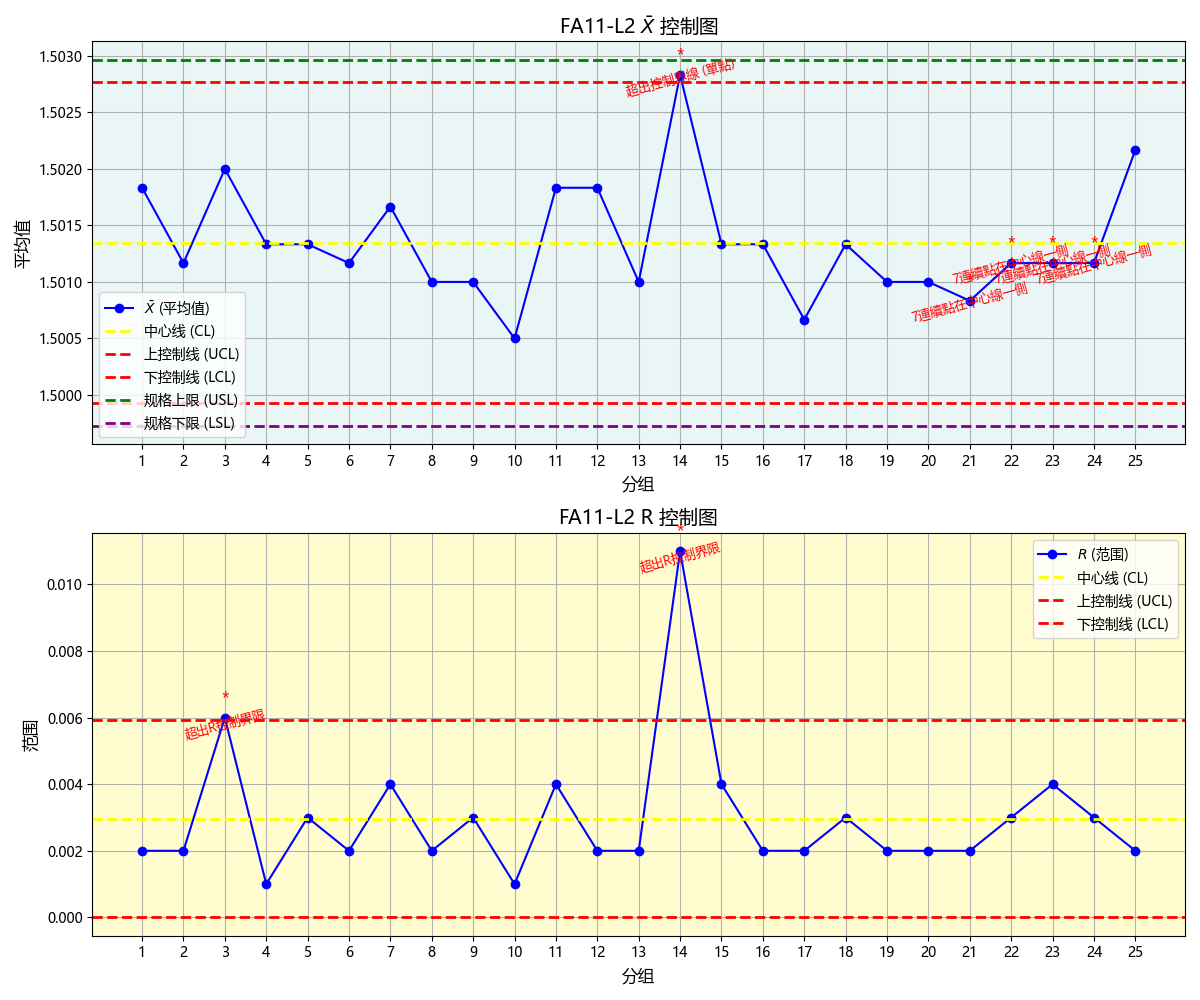 FA11-L2 X̄ 控制图
平均值
1.5030
1.5025
1.5020
1.5015
1.5010
1.5005
1.5000
*
超出控制界線 (單點)
* * *
7連續點在中心線一側
7連續點在中心線一側
7連續點在中心線一側
7連續點在中心線一側
X̄ (平均值)
中心线 (CL)
上控制线 (UCL)
下控制线 (LCL)
规格上限 (USL)
规格下限 (LSL)
1 2 3 4 5 6 7 8 9 10 11 12 13 14 15 16 17 18 19 20 21 22 23 24 25
分组
FA11-L2 R 控制图
范围
0.010
0.008
0.006
0.004
0.002
0.000
*
超出R控制界限
*
超出R控制界限
R (范围)
中心线 (CL)
上控制线 (UCL)
下控制线 (LCL)
1 2 3 4 5 6 7 8 9 10 11 12 13 14 15 16 17 18 19 20 21 22 23 24 25
分组